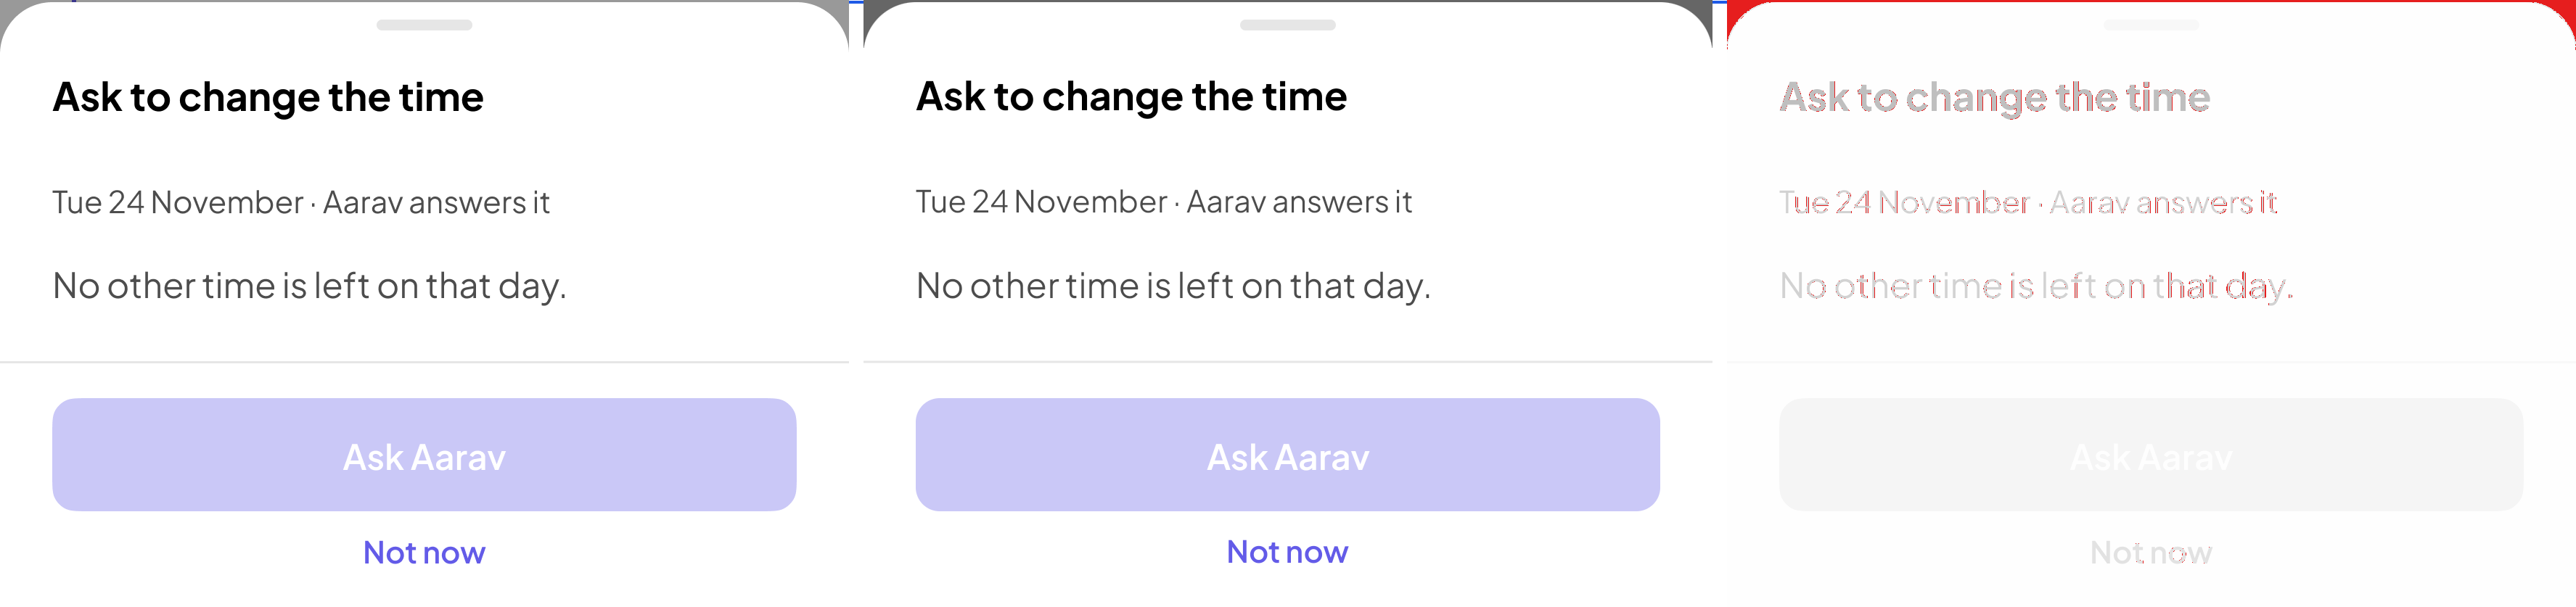 Ask to change the time
Tue 24 November · Aarav answers it
No other time is left on that day.
Ask Aarav
Not now
Ask to change the time
Tue 24 November · Aarav answers it
No other time is left on that day.
Ask Aarav
Not now
Ask to change the time
Tue 24 November · Aarav answers it
No other time is left on that day.
Ask Aarav
Not now